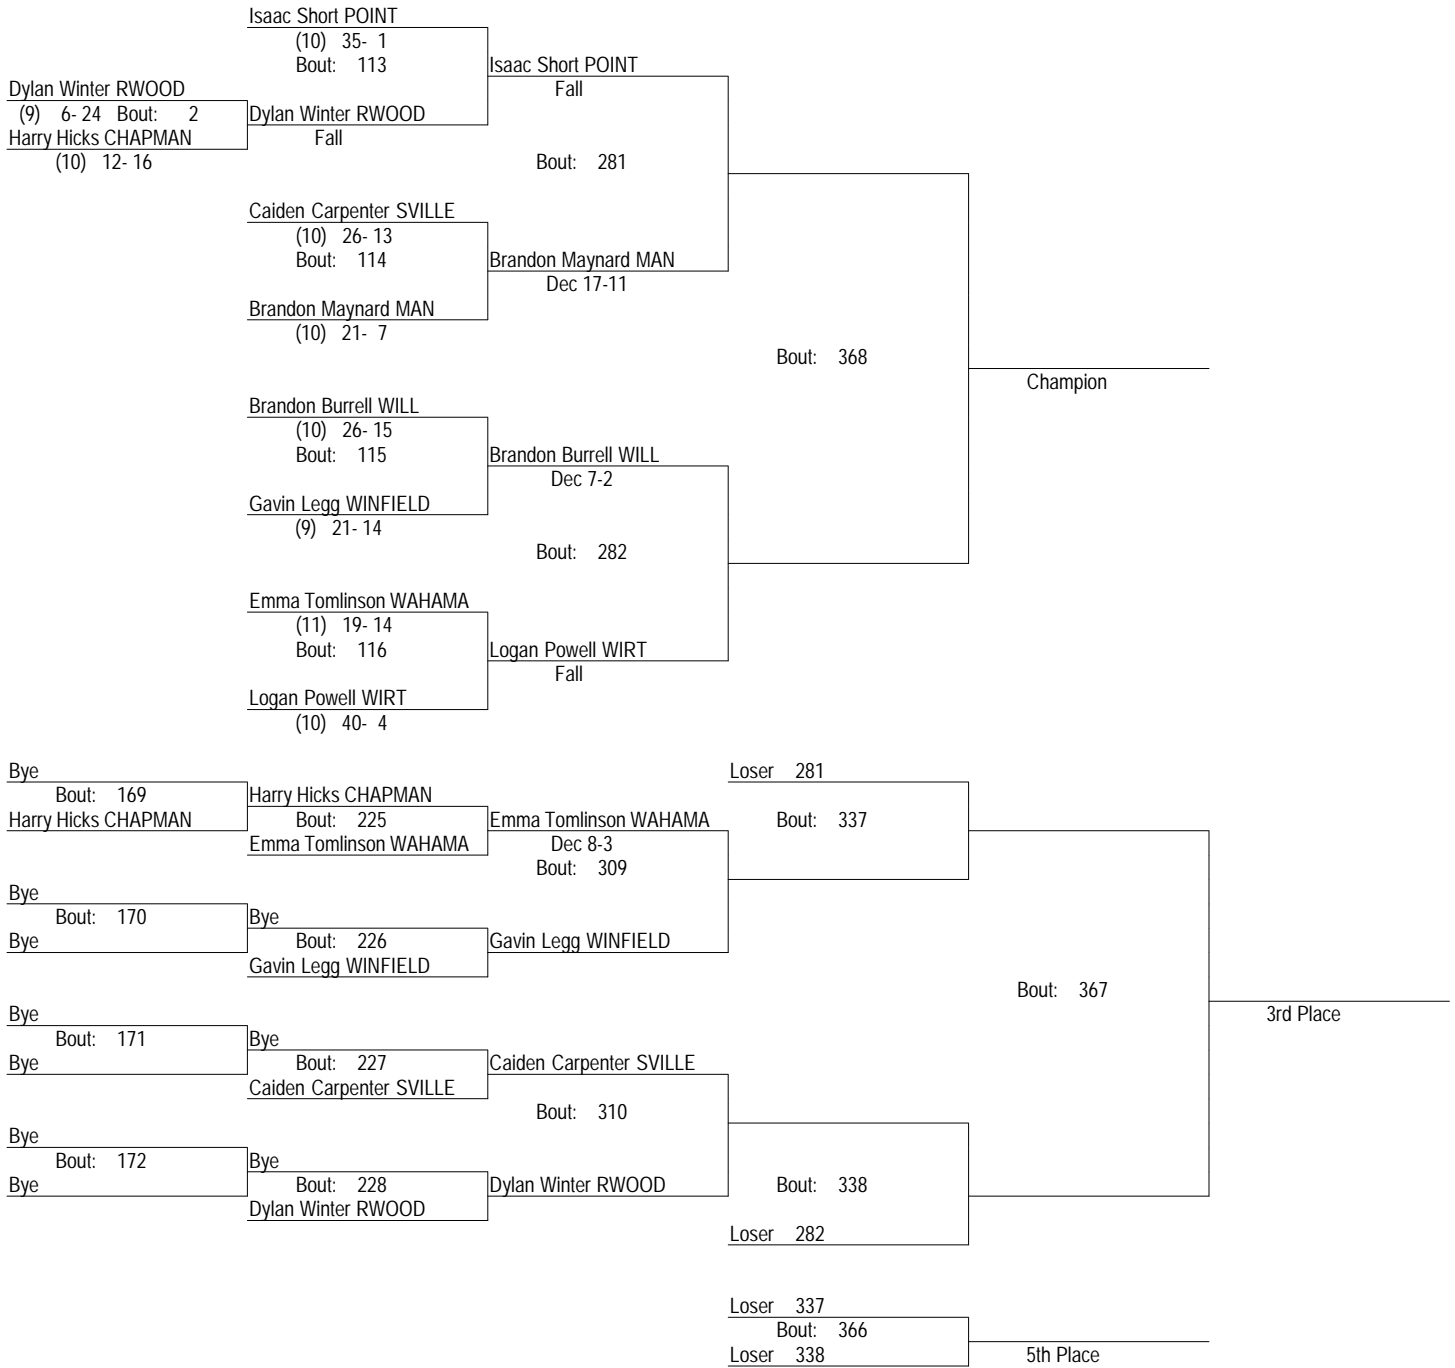 Isaac Short POINT
(10) 35- 1
Bout: 113
Isaac Short POINT
Fall
Dylan Winter RWOOD
(9) 6- 24 Bout: 2
Dylan Winter RWOOD
Fall
Harry Hicks CHAPMAN
(10) 12- 16
Bout: 281
Caiden Carpenter SVILLE
(10) 26- 13
Bout: 114
Brandon Maynard MAN
Dec 17-11
Brandon Maynard MAN
(10) 21- 7
Bout: 368
Champion
Brandon Burrell WILL
(10) 26- 15
Bout: 115
Brandon Burrell WILL
Dec 7-2
Gavin Legg WINFIELD
(9) 21- 14
Bout: 282
Emma Tomlinson WAHAMA
(11) 19- 14
Bout: 116
Logan Powell WIRT
Fall
Logan Powell WIRT
(10) 40- 4
Bye
Bout: 169
Harry Hicks CHAPMAN
Harry Hicks CHAPMAN
Bout: 225
Emma Tomlinson WAHAMA
Emma Tomlinson WAHAMA
Dec 8-3
Bout: 309
Loser 281
Bout: 337
Bye
Bout: 170
Bye
Bye
Bout: 226
Gavin Legg WINFIELD
Gavin Legg WINFIELD
Bout: 367
3rd Place
Bye
Bout: 171
Bye
Bye
Bout: 227
Caiden Carpenter SVILLE
Caiden Carpenter SVILLE
Bout: 310
Bye
Bout: 172
Bye
Bye
Bout: 228
Dylan Winter RWOOD
Dylan Winter RWOOD
Bout: 338
Loser 282
Loser 337
Bout: 366
Loser 338
5th Place